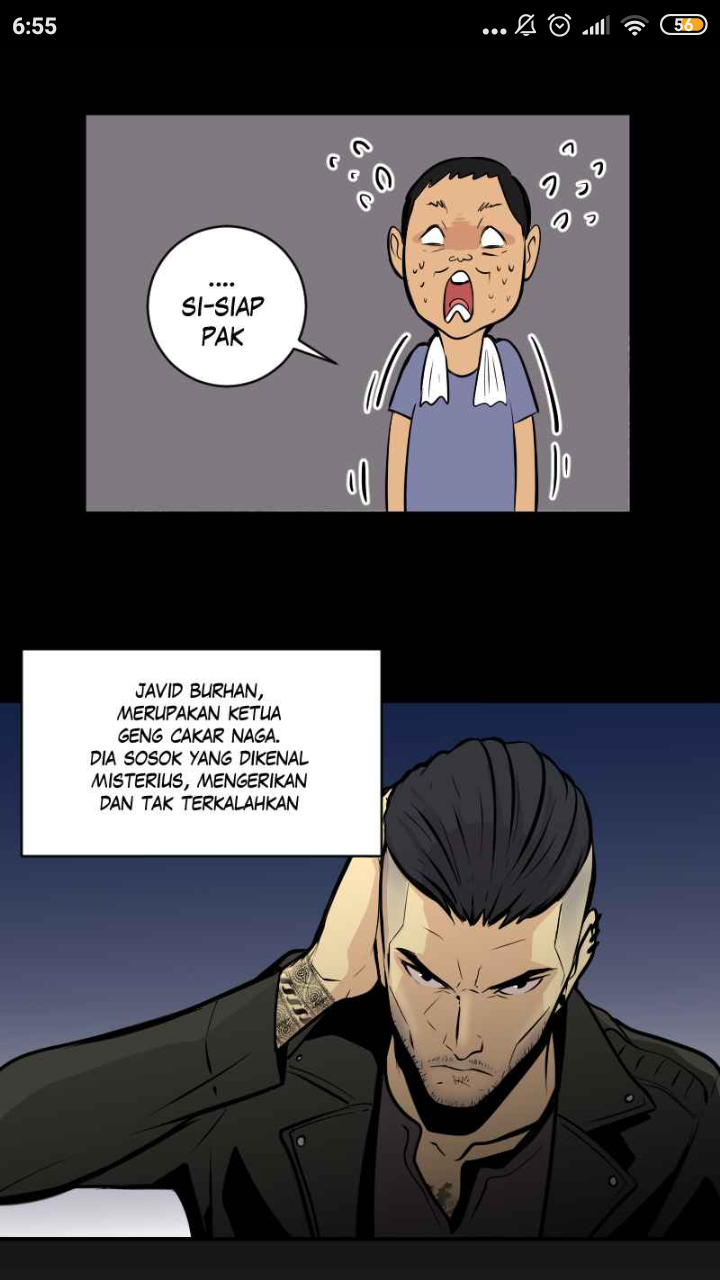 6:55
56
....
SI-SIAP
PAK
JAVID BURHAN,
MERUPAKAN KETUA
GENG CAKAR NAGA.
DIA SOSOK YANG DIKENAL
MISTERIUS, MENGERIKAN
DAN TAK TERKALAHKAN